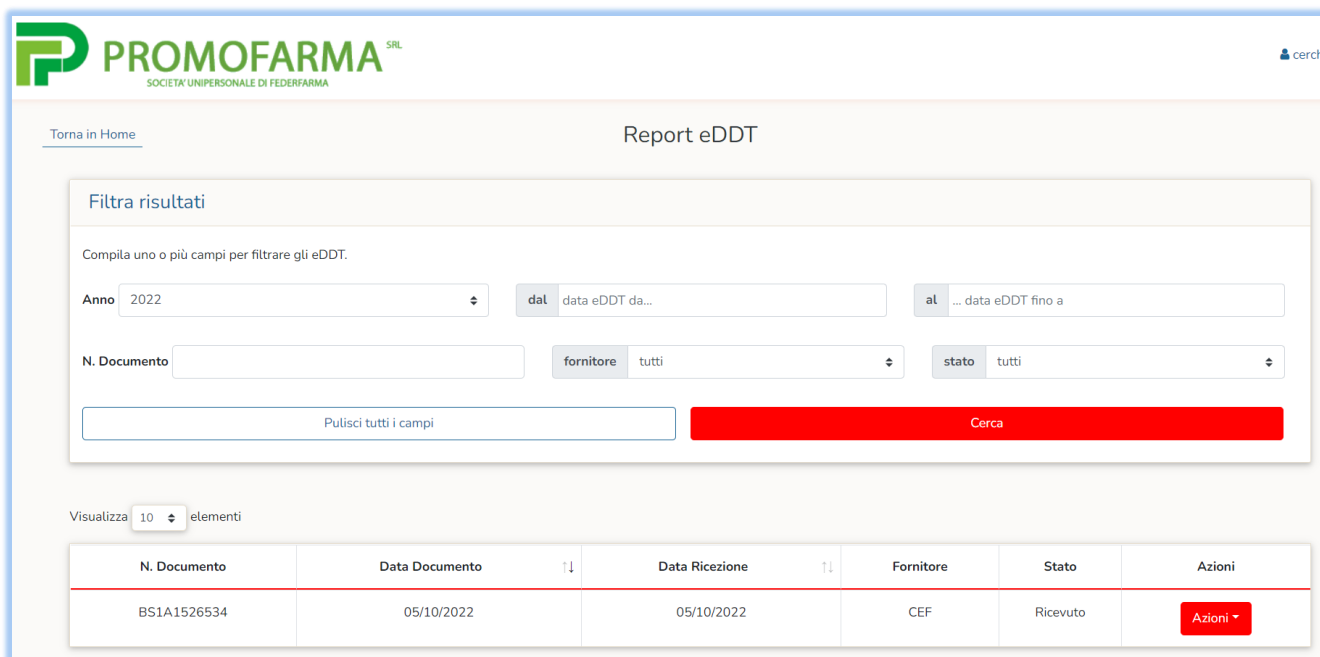 PROMOFARMA SRL
SOCIETA' UNIPERSONALE DI FEDERFARMA
cerch
Torna in Home
Report eDDT
Filtra risultati
Compila uno o più campi per filtrare gli eDDT.
Anno 2022 dal data eDDT da... al ... data eDDT fino a
N. Documento fornitore tutti stato tutti
Pulisci tutti i campi Cerca
Visualizza 10 elementi
N. Documento Data Documento Data Ricezione Fornitore Stato Azioni
BS1A1526534 05/10/2022 05/10/2022 CEF Ricevuto Azioni